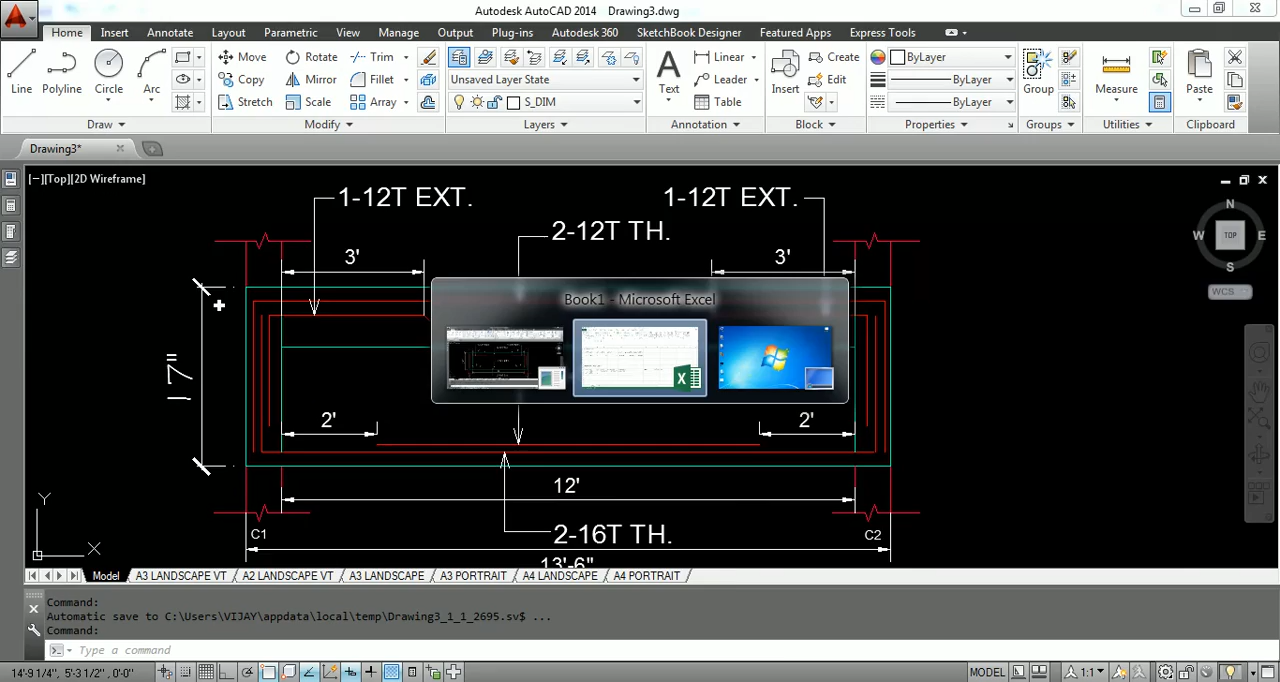 Autodesk AutoCAD 2014 Drawing3.dwg
Home Insert Annotate Layout Parametric View Manage Output Plug-ins Autodesk 360 SketchBook Designer Featured Apps Express Tools
Line Polyline Circle Arc
Move Rotate Trim
Copy Mirror Fillet
Stretch Scale Array
Unsaved Layer State
S_DIM
Text Linear
Leader
Table
Insert Create
Edit
ByLayer
ByLayer
ByLayer
Group Measure Paste
Draw Modify Layers Annotation Block Properties Groups Utilities Clipboard
Drawing3*
[−][Top][2D Wireframe]
1-12T EXT. 1-12T EXT.
2-12T TH.
3' 3'
Book1 - Microsoft Excel
N
W TOP E
S
WCS
17"
2' 2'
12'
C1 2-16T TH. C2
13'-6"
Y
X
Model A3 LANDSCAPE VT A2 LANDSCAPE VT A3 LANDSCAPE A3 PORTRAIT A4 LANDSCAPE A4 PORTRAIT
Command:
Automatic save to C:\Users\VIJAY\appdata\local\temp\Drawing3_1_1_2695.sv$ ...
Command:
Type a command
14'-9 1/4", 5'-3 1/2", 0'-0" MODEL 1:1